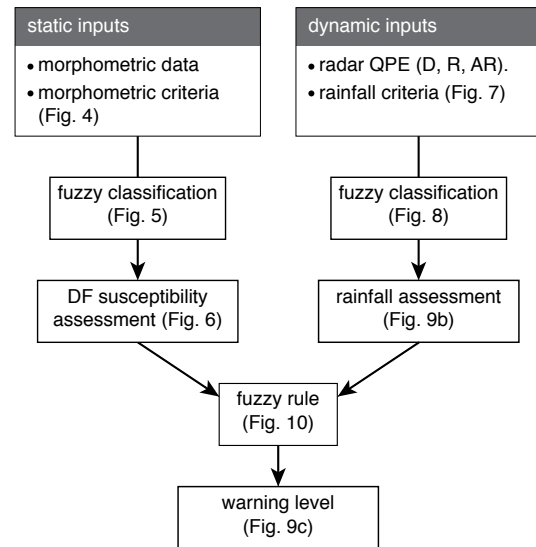 static inputs
• morphometric data
• morphometric criteria
(Fig. 4)
dynamic inputs
• radar QPE (D, R, AR).
• rainfall criteria (Fig. 7)
fuzzy classification
(Fig. 5)
fuzzy classification
(Fig. 8)
DF susceptibility
assessment (Fig. 6)
rainfall assessment
(Fig. 9b)
fuzzy rule
(Fig. 10)
warning level
(Fig. 9c)